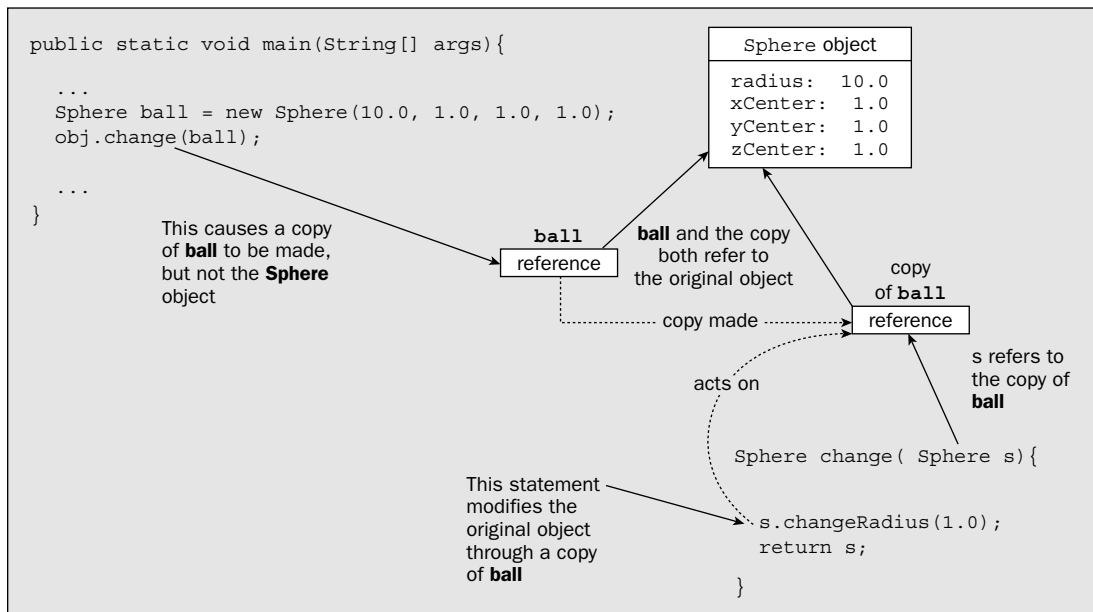 public static void main(String[] args){
...
Sphere ball = new Sphere(10.0, 1.0, 1.0, 1.0);
obj.change(ball);
...
}
Sphere object
radius: 10.0
xCenter: 1.0
yCenter: 1.0
zCenter: 1.0
This causes a copy
of ball to be made,
but not the Sphere
object
ball
reference
ball and the copy
both refer to
the original object
copy
of ball
reference
copy made
acts on
s refers to
the copy of
ball
Sphere change( Sphere s){
s.changeRadius(1.0);
return s;
}
This statement
modifies the
original object
through a copy
of ball